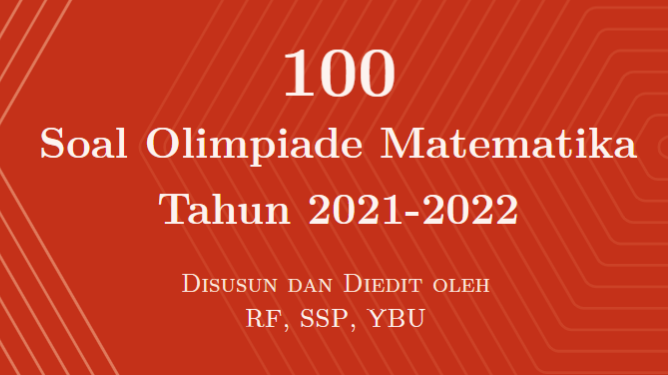 100
Soal Olimpiade Matematika
Tahun 2021-2022
Disusun dan Diedit oleh
RF, SSP, YBU